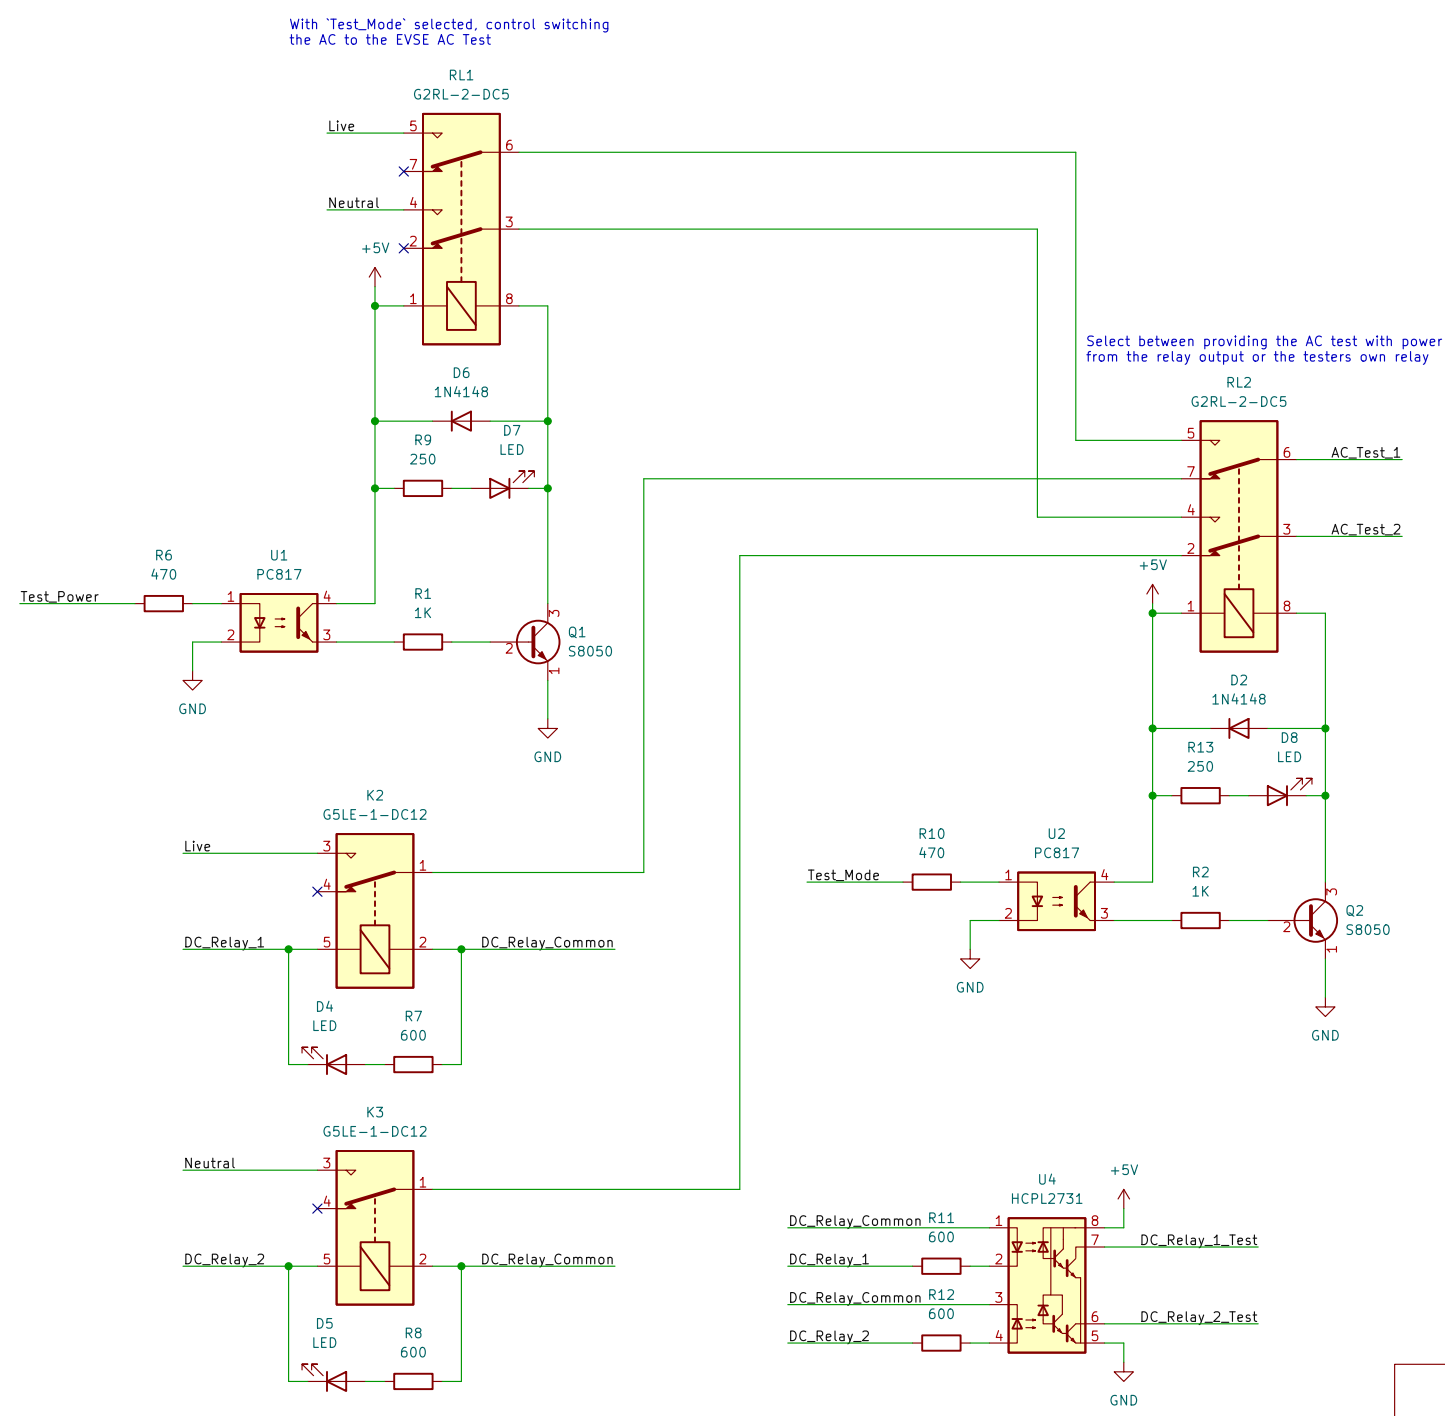 With `Test_Mode` selected, control switching
the AC to the EVSE AC Test
RL1
G2RL-2-DC5
Live
5
6
7
Neutral
4
3
2
+5V
1
8
D6
1N4148
R9
250
D7
LED
R6
470
U1
PC817
Test_Power
1
4
2
3
R1
1K
3
2
1
Q1
S8050
GND
GND
Select between providing the AC test with power
from the relay output or the testers own relay
RL2
G2RL-2-DC5
5
6
AC_Test_1
7
4
3
AC_Test_2
2
+5V
1
8
D2
1N4148
R13
250
D8
LED
R10
470
U2
PC817
Test_Mode
1
4
2
3
R2
1K
3
2
1
Q2
S8050
GND
GND
K2
G5LE-1-DC12
Live
3
1
4
DC_Relay_1
5
2
DC_Relay_Common
D4
LED
R7
600
K3
G5LE-1-DC12
Neutral
3
1
4
DC_Relay_2
5
2
DC_Relay_Common
D5
LED
R8
600
U4
HCPL2731
+5V
DC_Relay_Common
1
8
R11
600
7
DC_Relay_1_Test
DC_Relay_1
2
DC_Relay_Common
3
R12
600
6
DC_Relay_2_Test
DC_Relay_2
4
5
GND